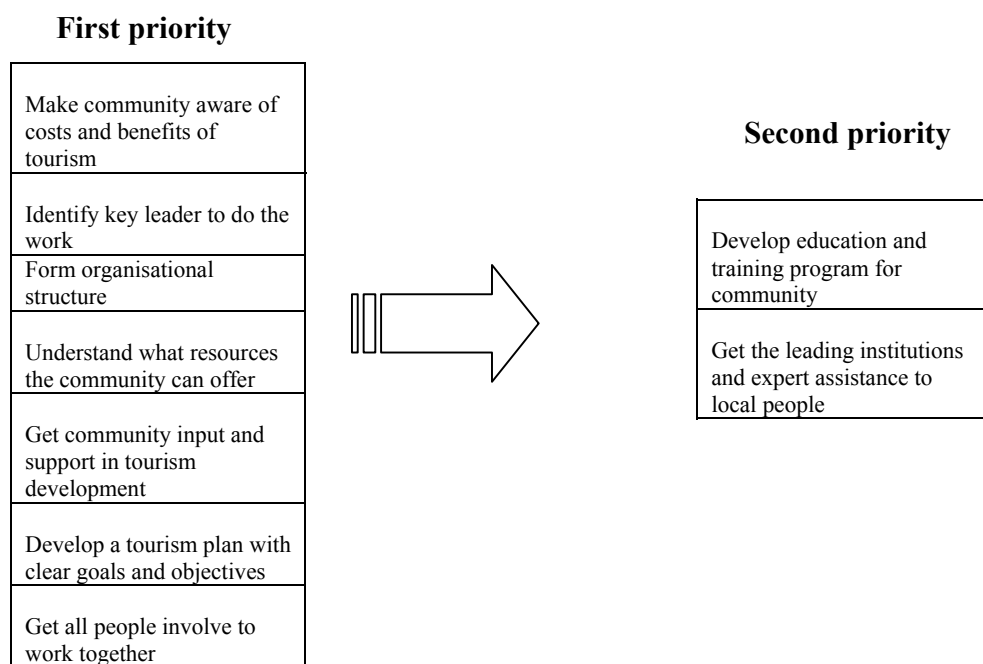 First priority
Make community aware of
costs and benefits of
tourism
Identify key leader to do the
work
Form organisational
structure
Understand what resources
the community can offer
Get community input and
support in tourism
development
Develop a tourism plan with
clear goals and objectives
Get all people involve to
work together
Second priority
Develop education and
training program for
community
Get the leading institutions
and expert assistance to
local people